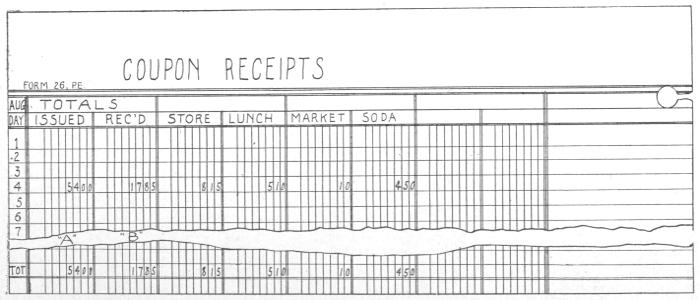 COUPON RECEIPTS
FORM 26, PE
AUG. TOTALS
DAY ISSUED REC'D STORE LUNCH MARKET SODA
1
2
3
4 5400 1785 815 510 10 450
5
6
7
"A" "B"
TOT 5400 1785 815 510 10 450